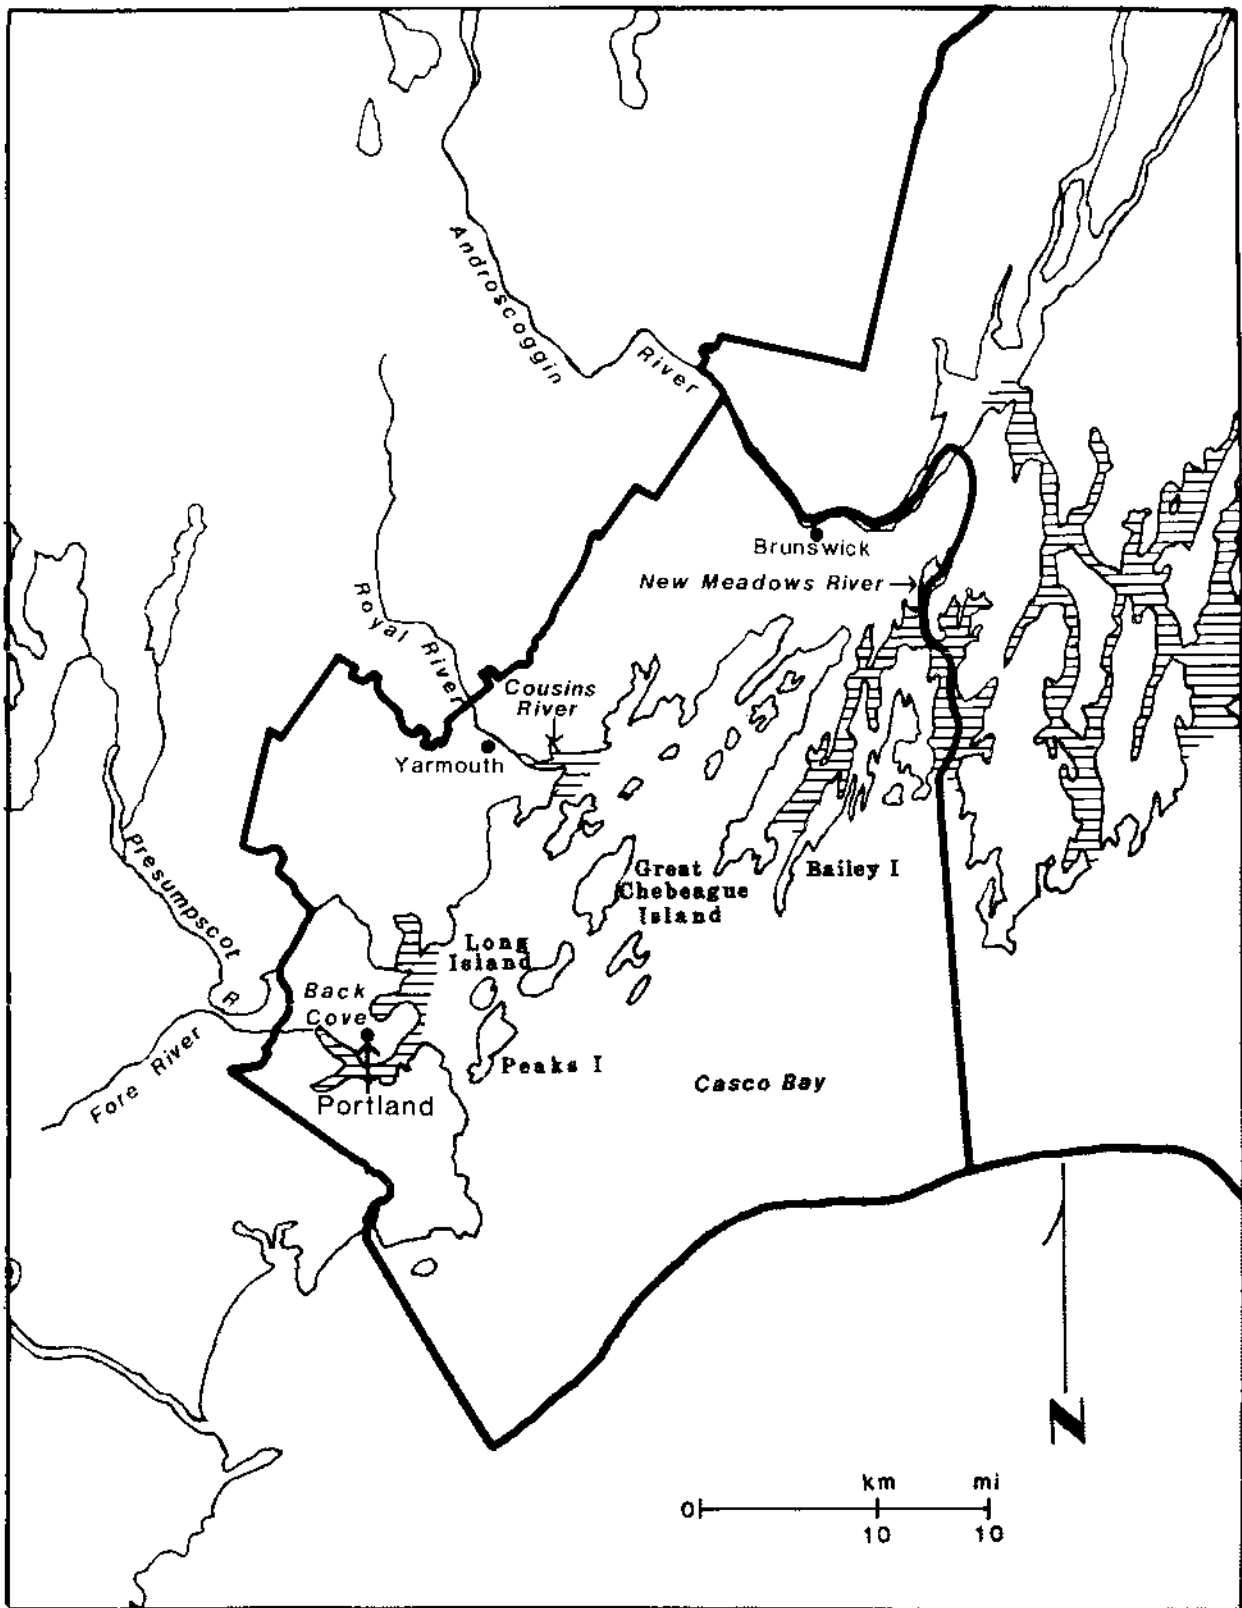 Androscoggin
River
Brunswick
New Meadows River
Royal River
Cousins
River
Yarmouth
Presumpscot
R
Great
Chebeague
Island
Bailey I
Long
Island
Back
Cove
Peaks I
Fore River
Casco Bay
Portland
N
km mi
0
10 10